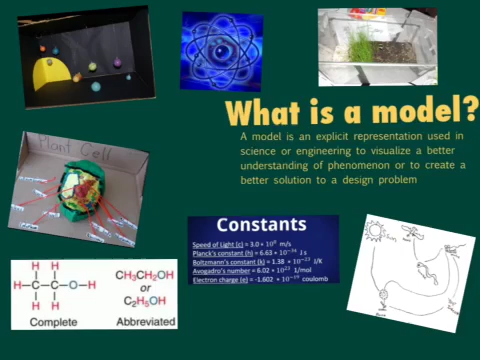 What is a model?
A model is an explicit representation used in
science or engineering to visualize a better
understanding of phenomenon or to create a
better solution to a design problem
Plant Cell
Constants
Speed of Light (c) = 3.0 * 10⁸ m/s
Planck's constant (h) = 6.63 * 10⁻³⁴ J s
Boltzmann's constant (k) = 1.38 * 10⁻²³ J/K
Avogadro's number = 6.02 * 10²³ 1/mol
Electron charge (e) = -1.602 * 10⁻¹⁹ coulomb
H H
H-C-C-O-H
H H
Complete
CH₃CH₂OH
or
C₂H₅OH
Abbreviated